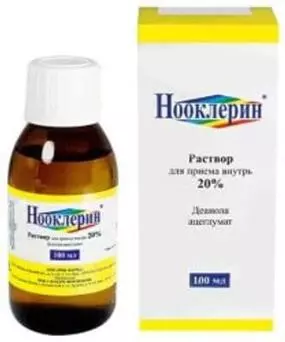 Нооклерин®
Раствор
для приема внутрь
20%
Деанола
ацеглумат
100 мл
Нооклерин®
Раствор для приема внутрь 20%
100 мл